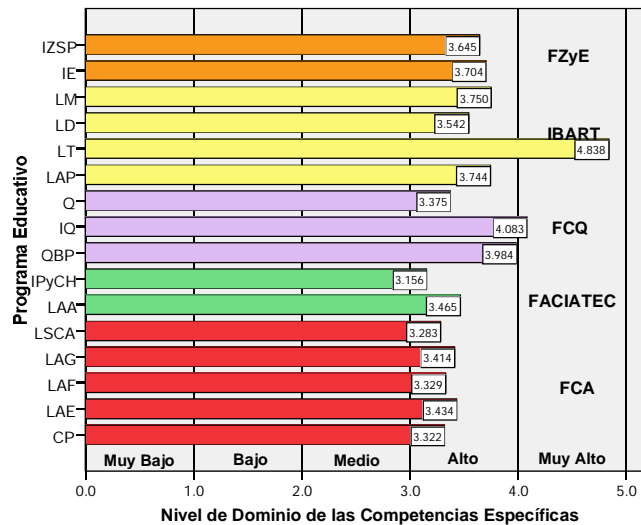 Programa Educativo
IZSP 3.645
FZyE
IE 3.704
LM 3.750
LD 3.542
IBART
LT 4.838
LAP 3.744
Q 3.375
IQ 4.083
FCQ
QBP 3.984
IPyCH 3.156
FACIATEC
LAA 3.465
LSCA 3.283
LAG 3.414
LAF 3.329
FCA
LAE 3.434
CP 3.322
Muy Bajo Bajo Medio Alto Muy Alto
0.0 1.0 2.0 3.0 4.0 5.0
Nivel de Dominio de las Competencias Específicas